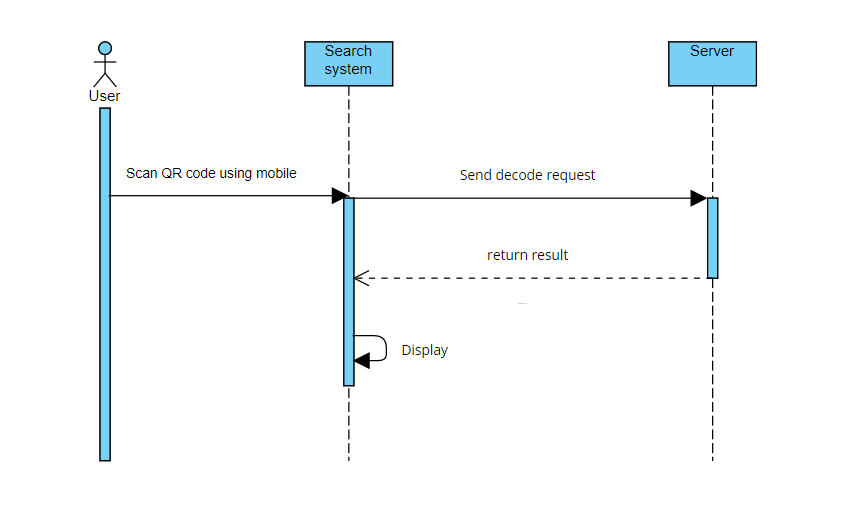 Search
system
Server
User
Scan QR code using mobile
Send decode request
return result
Display